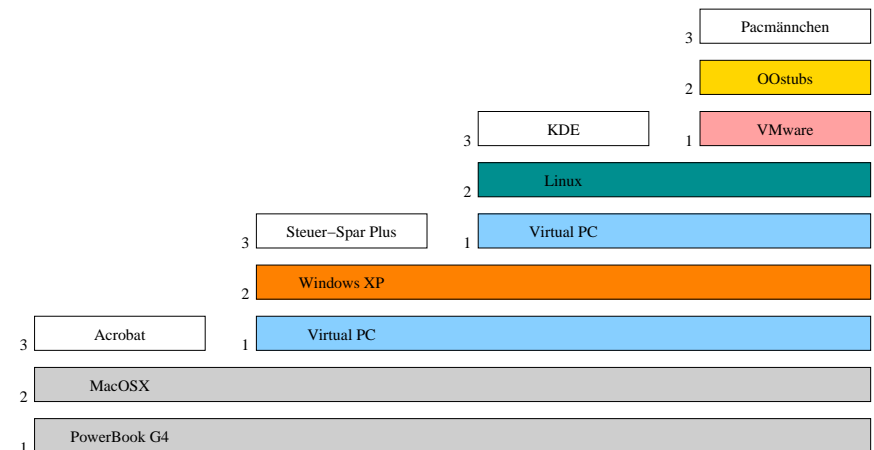 3 Pacmännchen
2 OOstubs
3 KDE 1 VMware
2 Linux
3 Steuer−Spar Plus 1 Virtual PC
2 Windows XP
3 Acrobat 1 Virtual PC
2 MacOSX
1 PowerBook G4